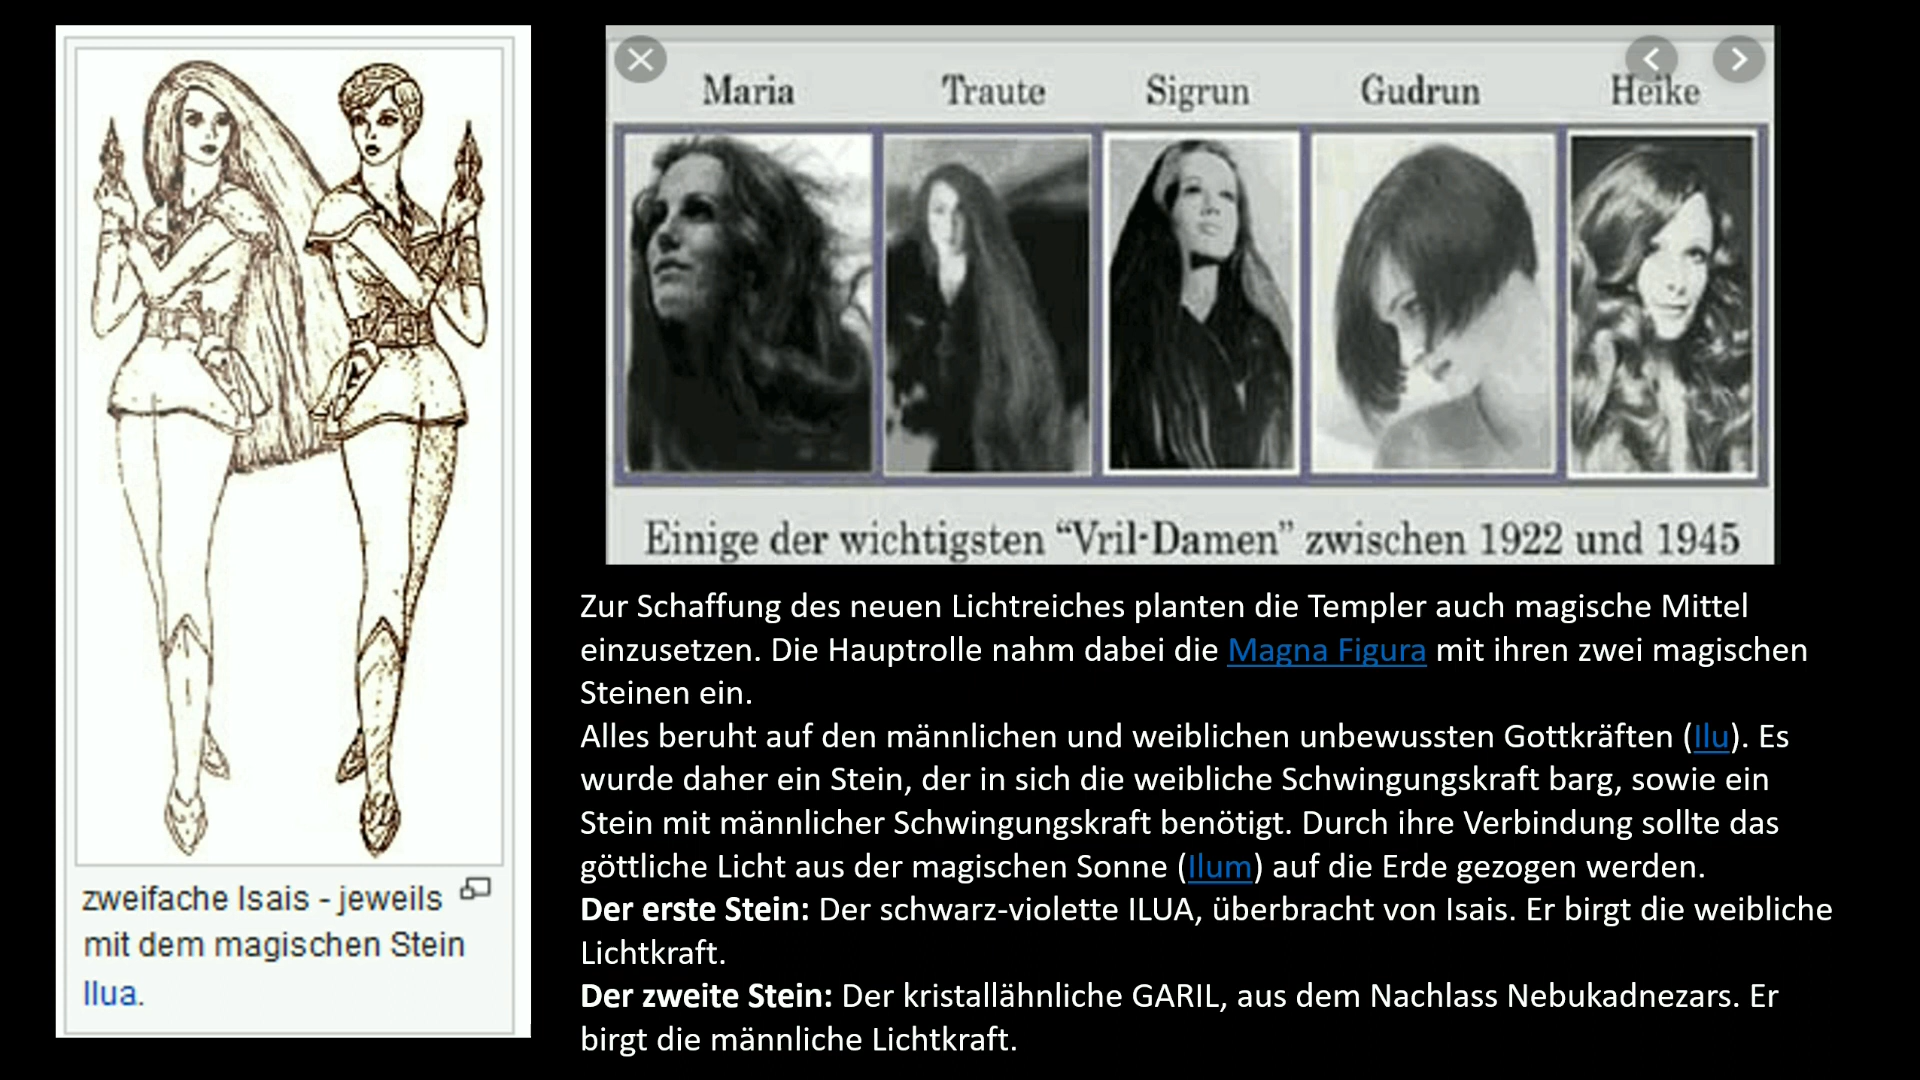 zweifache Isais - jeweils
mit dem magischen Stein
Ilua.
Maria Traute Sigrun Gudrun Heike
Einige der wichtigsten “Vril-Damen” zwischen 1922 und 1945
Zur Schaffung des neuen Lichtreiches planten die Templer auch magische Mittel
einzusetzen. Die Hauptrolle nahm dabei die Magna Figura mit ihren zwei magischen
Steinen ein.
Alles beruht auf den männlichen und weiblichen unbewussten Gottkräften (Ilu). Es
wurde daher ein Stein, der in sich die weibliche Schwingungskraft barg, sowie ein
Stein mit männlicher Schwingungskraft benötigt. Durch ihre Verbindung sollte das
göttliche Licht aus der magischen Sonne (Ilum) auf die Erde gezogen werden.
Der erste Stein: Der schwarz-violette ILUA, überbracht von Isais. Er birgt die weibliche
Lichtkraft.
Der zweite Stein: Der kristallähnliche GARIL, aus dem Nachlass Nebukadnezars. Er
birgt die männliche Lichtkraft.